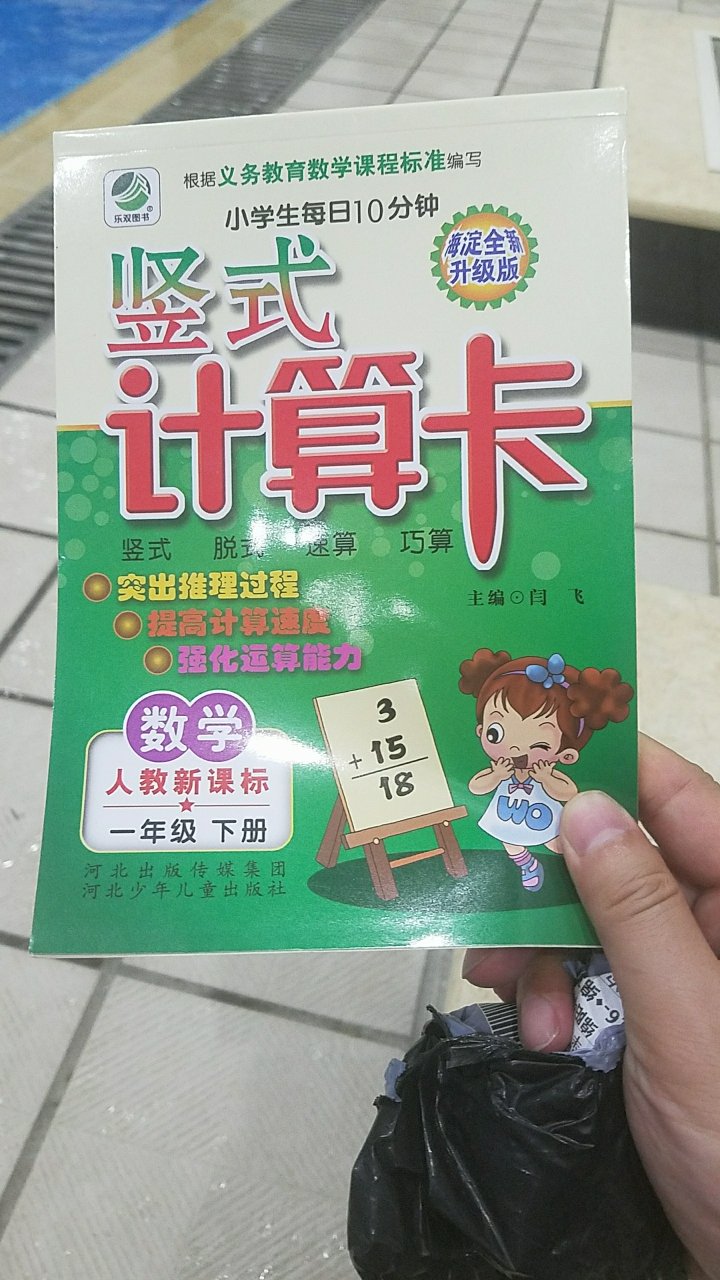 根据义务教育数学课程标准编写
乐双图书
小学生每日10分钟
海淀全新
升级版
竖式
计算卡
竖式 脱式 速算 巧算
突出推理过程
主编⊙闫 飞
提高计算速度
强化运算能力
数学
人教新课标
★
一年级 下册
3
+ 15
18
WO
河北出版传媒集团
河北少年儿童出版社